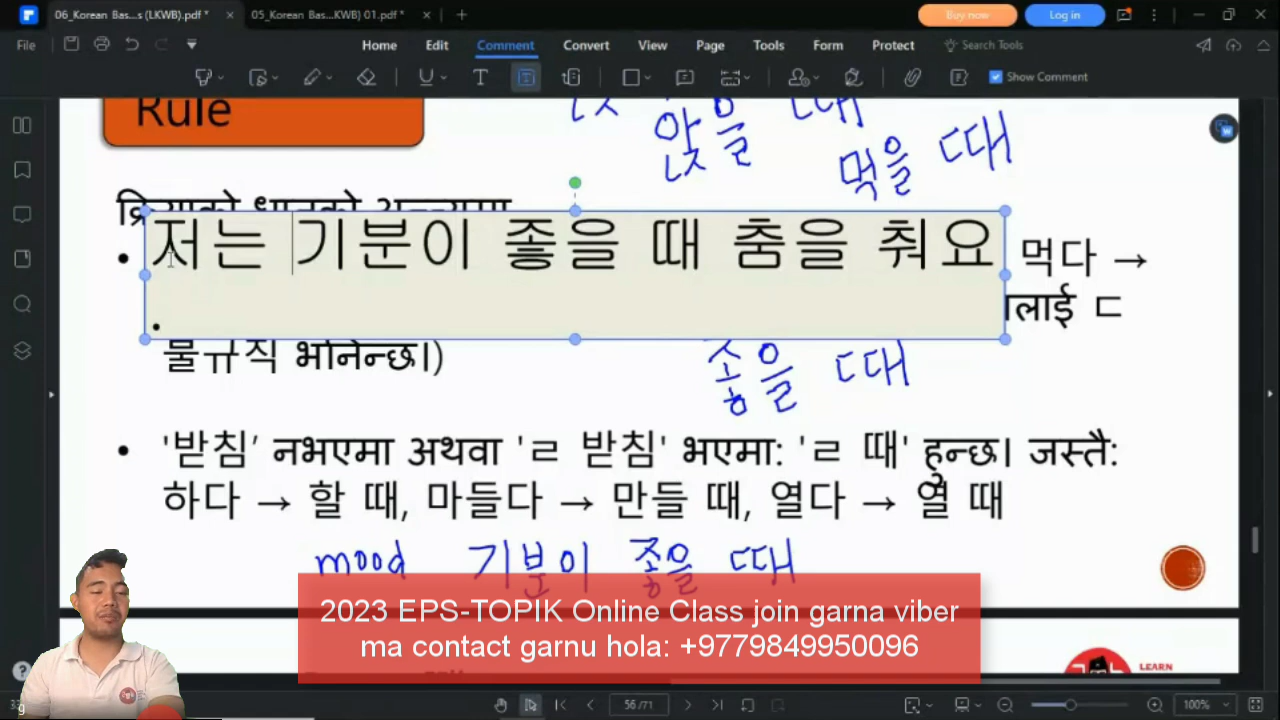 06_Korean Bas...s (LKWB).pdf *
05_Korean Bas...KWB) 01.pdf *
Buy now
Log in
File
Home
Edit
Comment
Convert
View
Page
Tools
Form
Protect
Search Tools
Show Comment
Rule
앉을
먹을 때
क्रियाको धातुको अन्त्यमा
저는 기분이 좋을 때 춤을 춰요
• 먹다 →
लाई ㄷ
불규칙 भनिन्छ।)
좋을 때
• '받침' नभएमा अथवा 'ㄹ 받침' भएमा: 'ㄹ 때' हुन्छ। जस्तै:
하다 → 할 때, 마들다 → 만들 때, 열다 → 열 때
mood 기분이 좋을 때
2023 EPS-TOPIK Online Class join garna viber
ma contact garnu hola: +9779849950096
LEARN
56 /71
100%